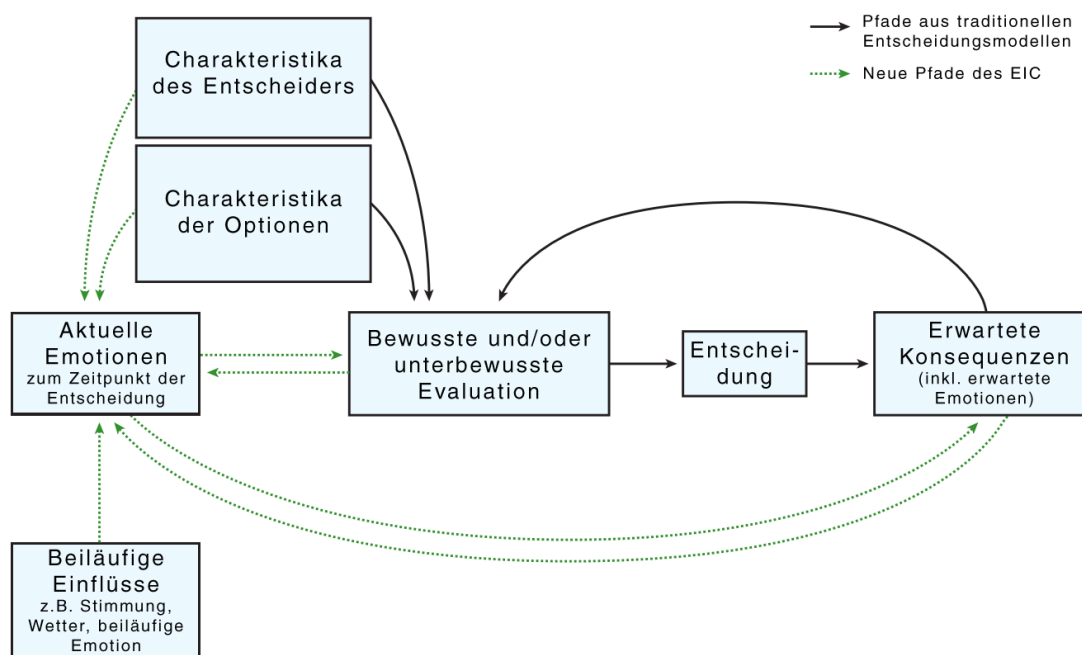 Pfade aus traditionellen
Entscheidungsmodellen
Neue Pfade des EIC
Charakteristika
des Entscheiders
Charakteristika
der Optionen
Aktuelle
Emotionen
zum Zeitpunkt der
Entscheidung
Bewusste und/oder
unterbewusste
Evaluation
Entschei-
dung
Erwartete
Konsequenzen
(inkl. erwartete
Emotionen)
Beiläufige
Einflüsse
z.B. Stimmung,
Wetter, beiläufige
Emotion